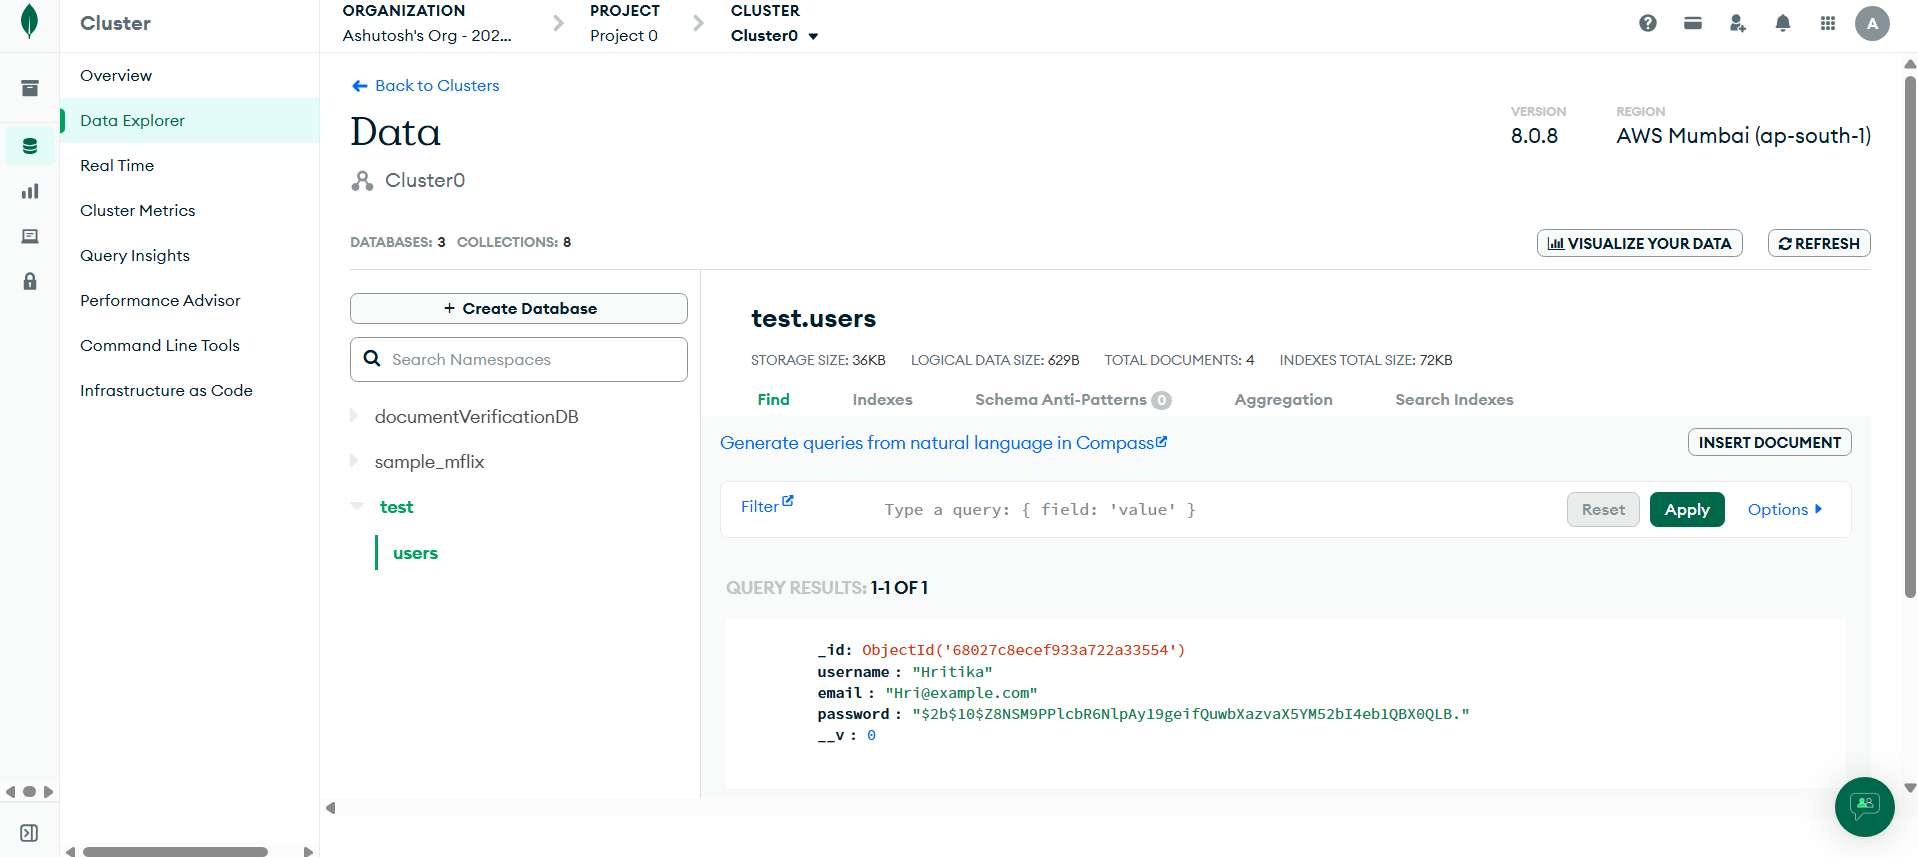 Cluster
ORGANIZATION
Ashutosh's Org - 202...
PROJECT
Project 0
CLUSTER
Cluster0
A
Overview
Data Explorer
Real Time
Cluster Metrics
Query Insights
Performance Advisor
Command Line Tools
Infrastructure as Code
Back to Clusters
Data
Cluster0
VERSION
8.0.8
REGION
AWS Mumbai (ap-south-1)
DATABASES: 3 COLLECTIONS: 8
VISUALIZE YOUR DATA
REFRESH
+ Create Database
Search Namespaces
documentVerificationDB
sample_mflix
test
users
test.users
STORAGE SIZE: 36KB LOGICAL DATA SIZE: 629B TOTAL DOCUMENTS: 4 INDEXES TOTAL SIZE: 72KB
Find Indexes Schema Anti-Patterns 0 Aggregation Search Indexes
Generate queries from natural language in Compass
INSERT DOCUMENT
Filter
Type a query: { field: 'value' }
Reset
Apply
Options
QUERY RESULTS: 1-1 OF 1
_id: ObjectId('68027c8ecef933a722a33554')
username : "Hritika"
email : "Hri@example.com"
password : "$2b$10$Z8NSM9PPlcbR6NlpAy19geifQuwbXazvaX5YM52bI4eb1QBX0QLB."
__v : 0